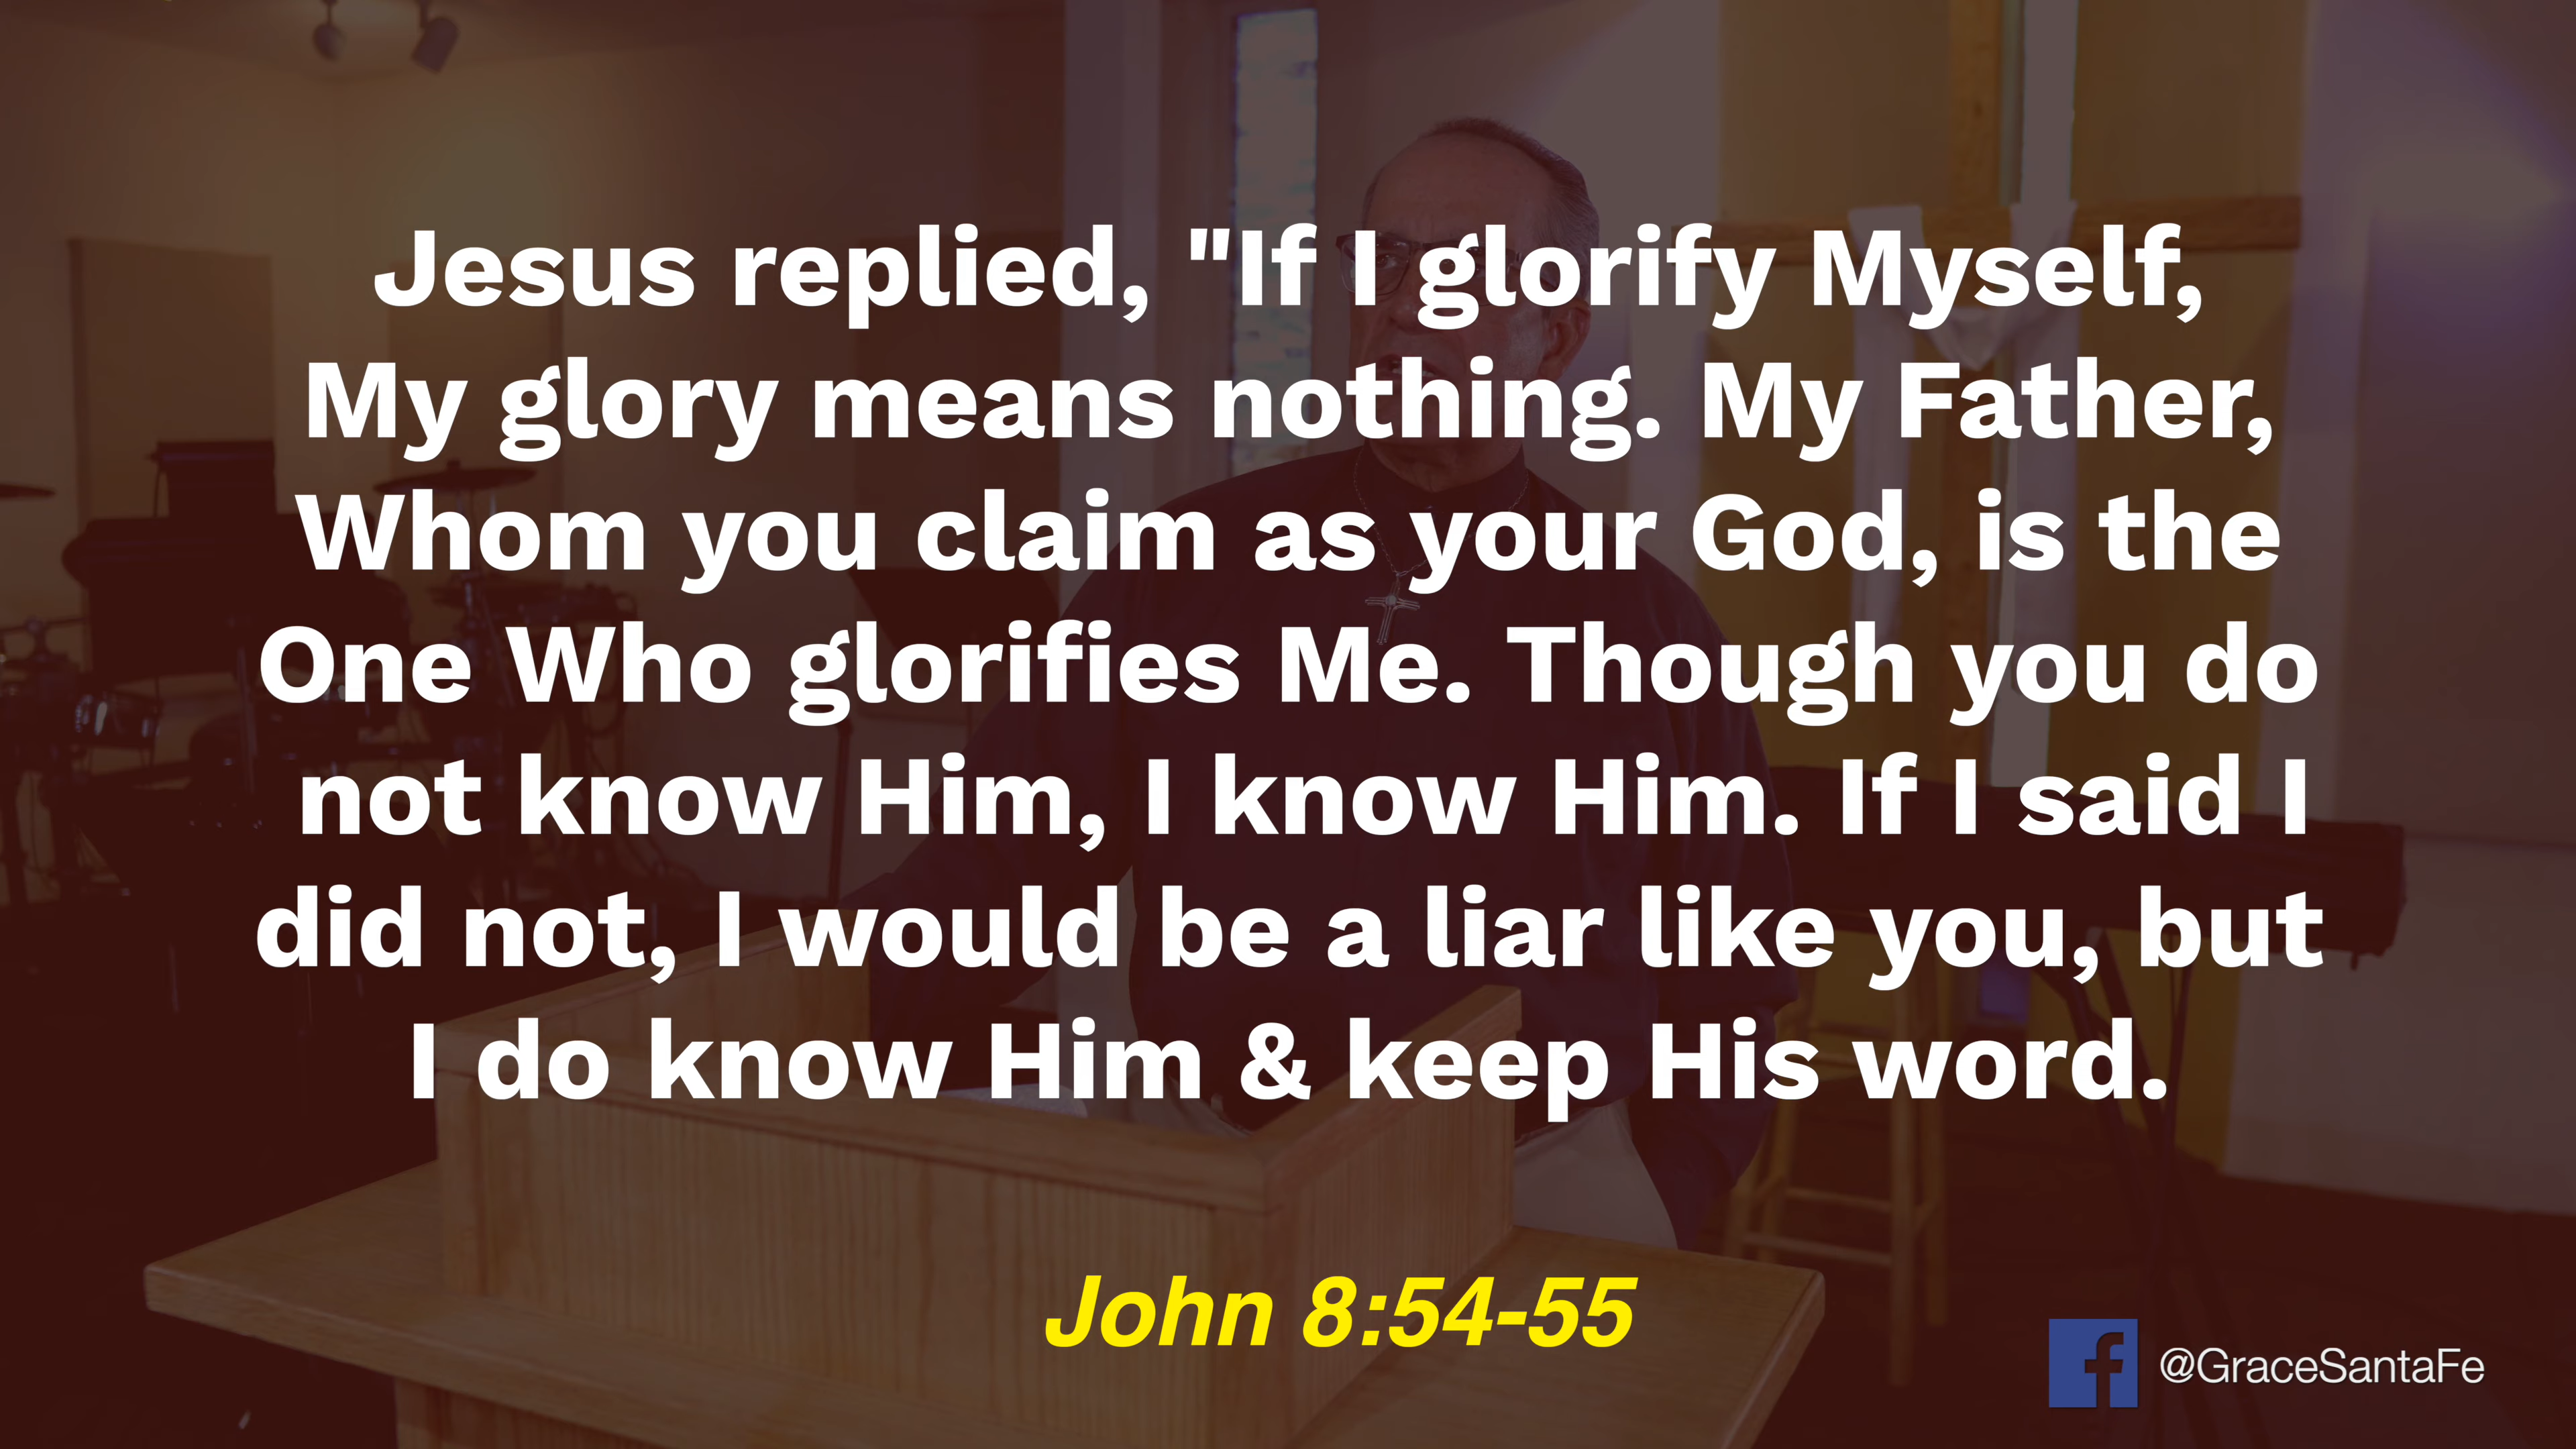 Jesus replied, "If I glorify Myself,
My glory means nothing. My Father,
Whom you claim as your God, is the
One Who glorifies Me. Though you do
not know Him, I know Him. If I said I
did not, I would be a liar like you, but
I do know Him & keep His word.
John 8:54-55
f @GraceSantaFe